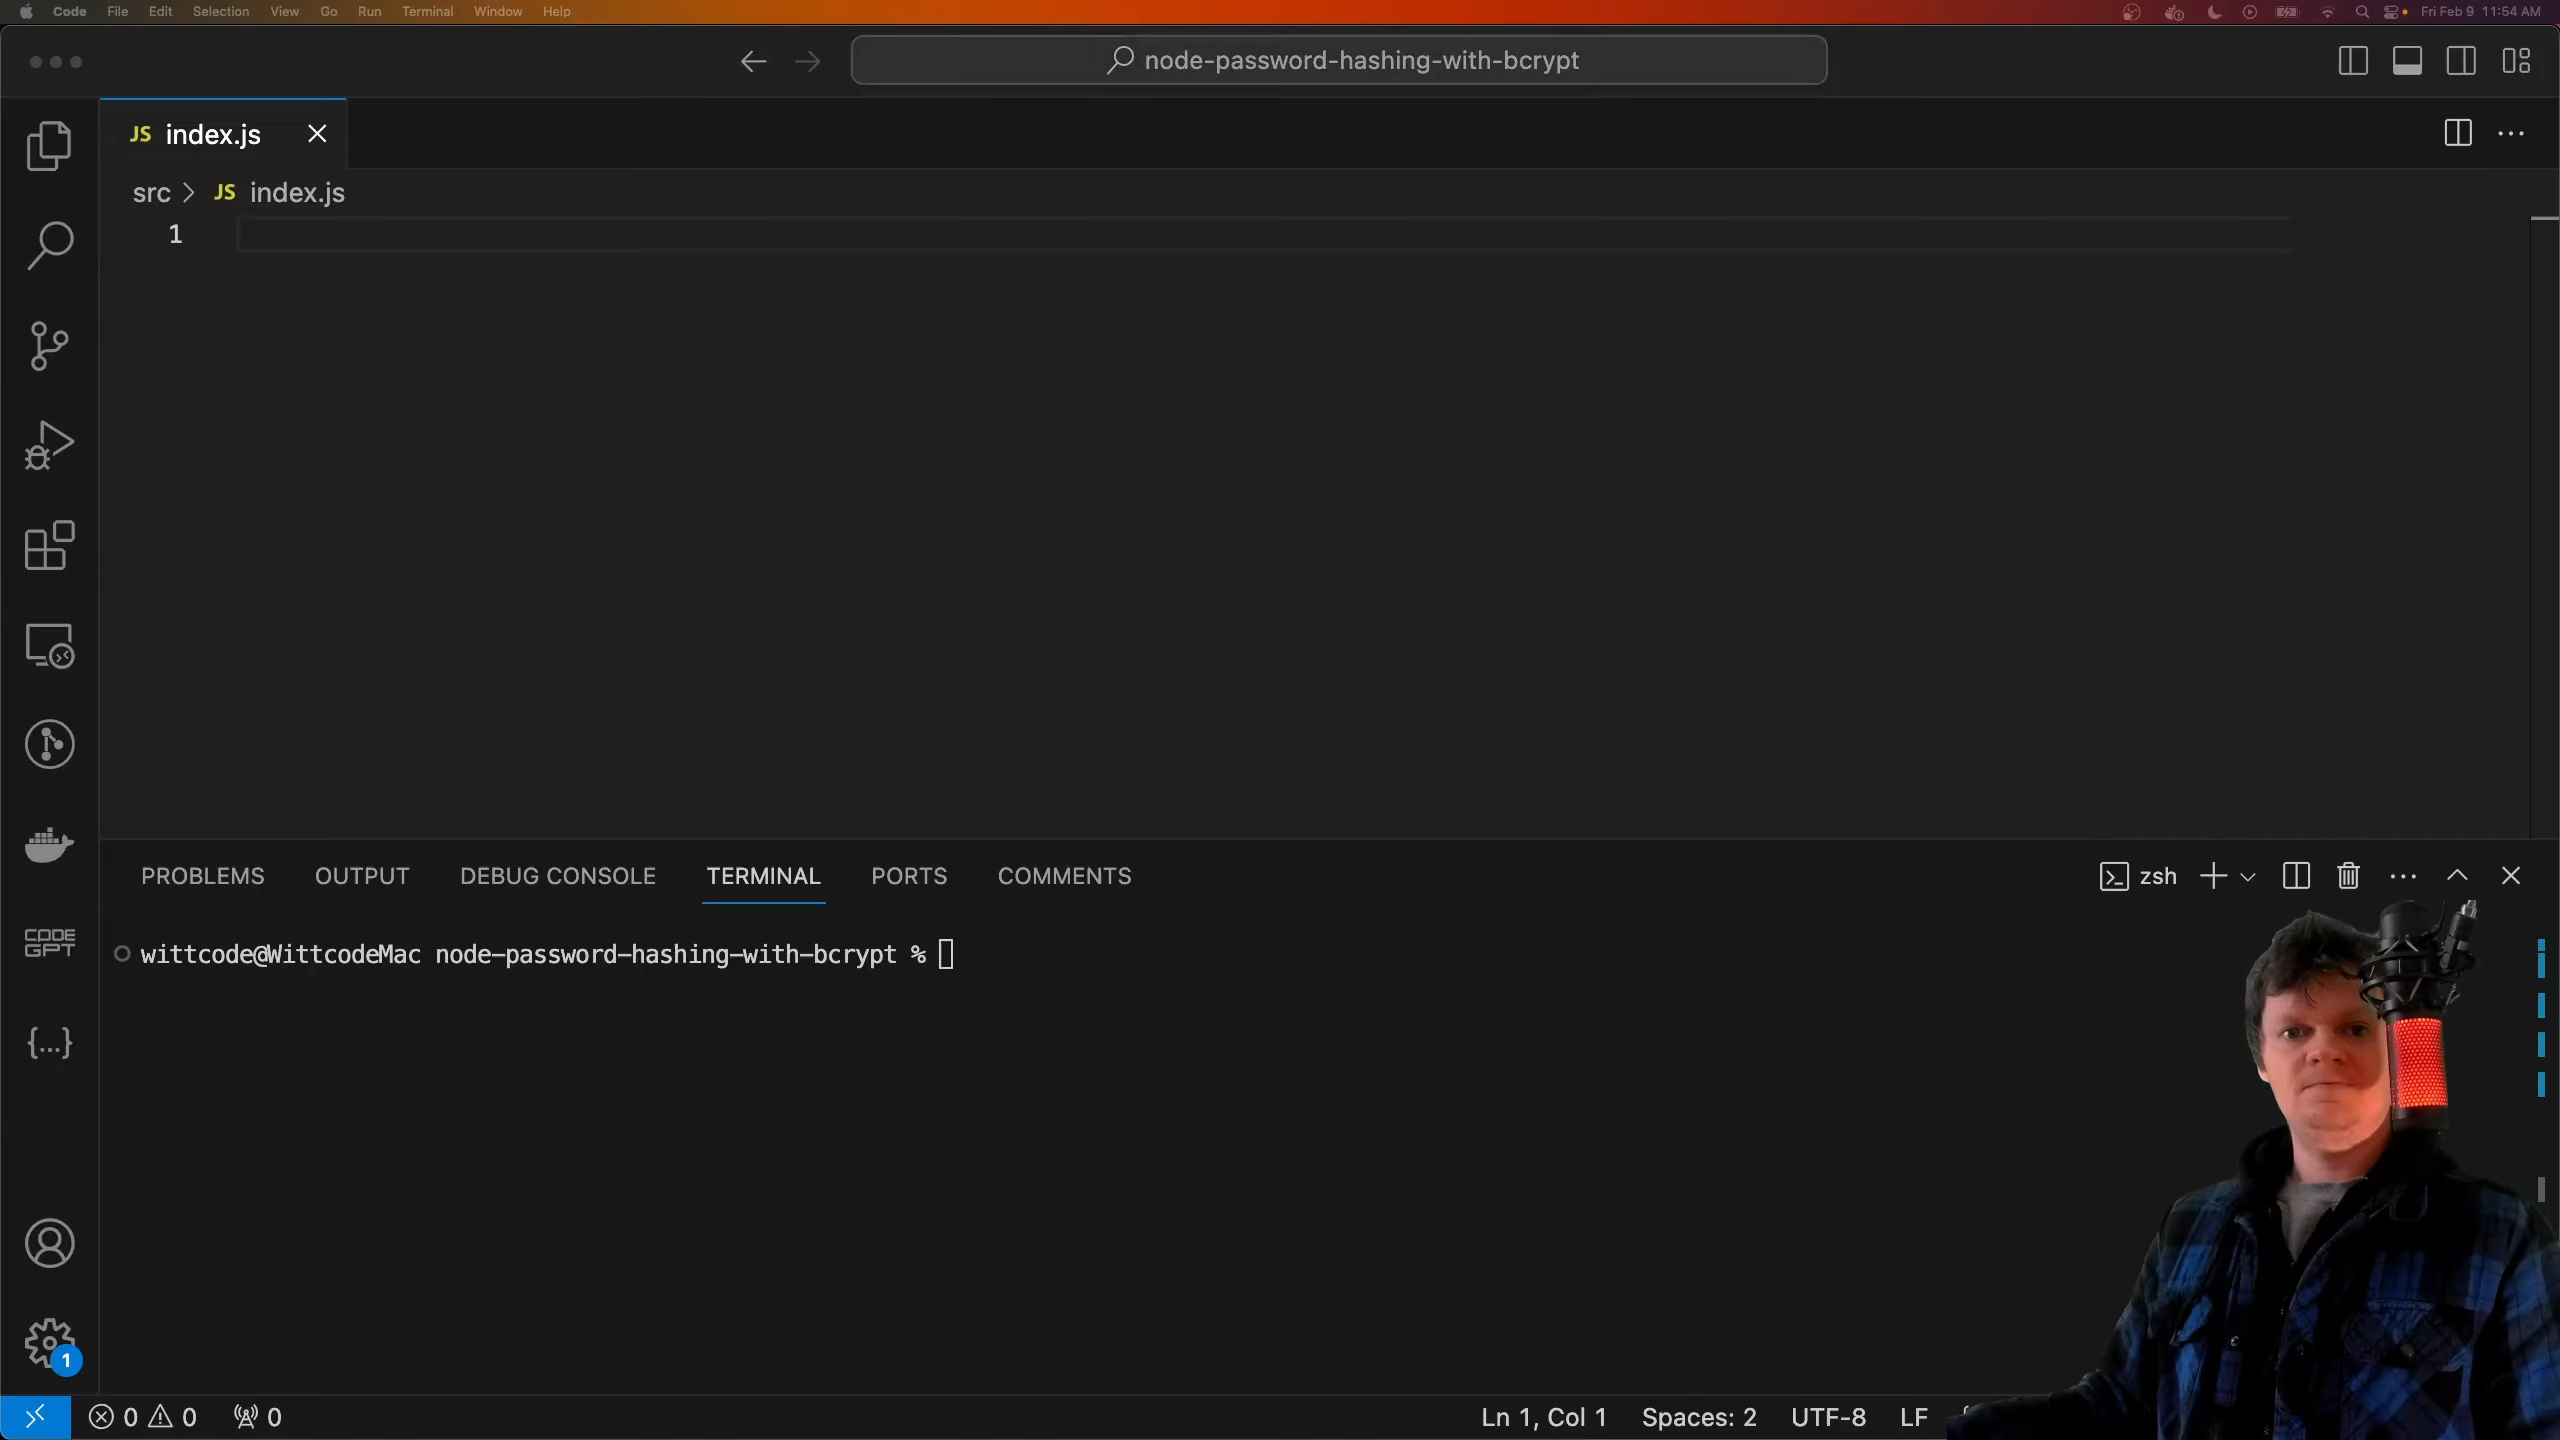 Code File Edit Selection View Go Run Terminal Window Help Fri Feb 9 11:54 AM
node-password-hashing-with-bcrypt
JS index.js
src > JS index.js
1
PROBLEMS OUTPUT DEBUG CONSOLE TERMINAL PORTS COMMENTS zsh
wittcode@WittcodeMac node-password-hashing-with-bcrypt %
CODE
GPT
{...}
1
0 0 0 Ln 1, Col 1 Spaces: 2 UTF-8 LF